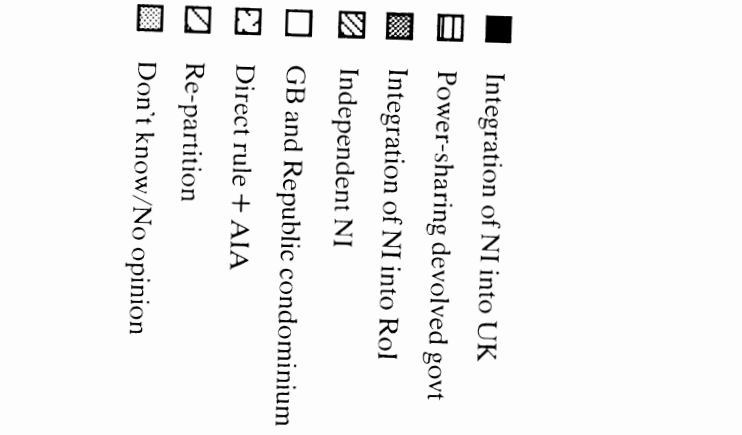 Integration of NI into UK
Power-sharing devolved govt
Integration of NI into RoI
Independent NI
GB and Republic condominium
Direct rule + AIA
Re-partition
Don't know/No opinion